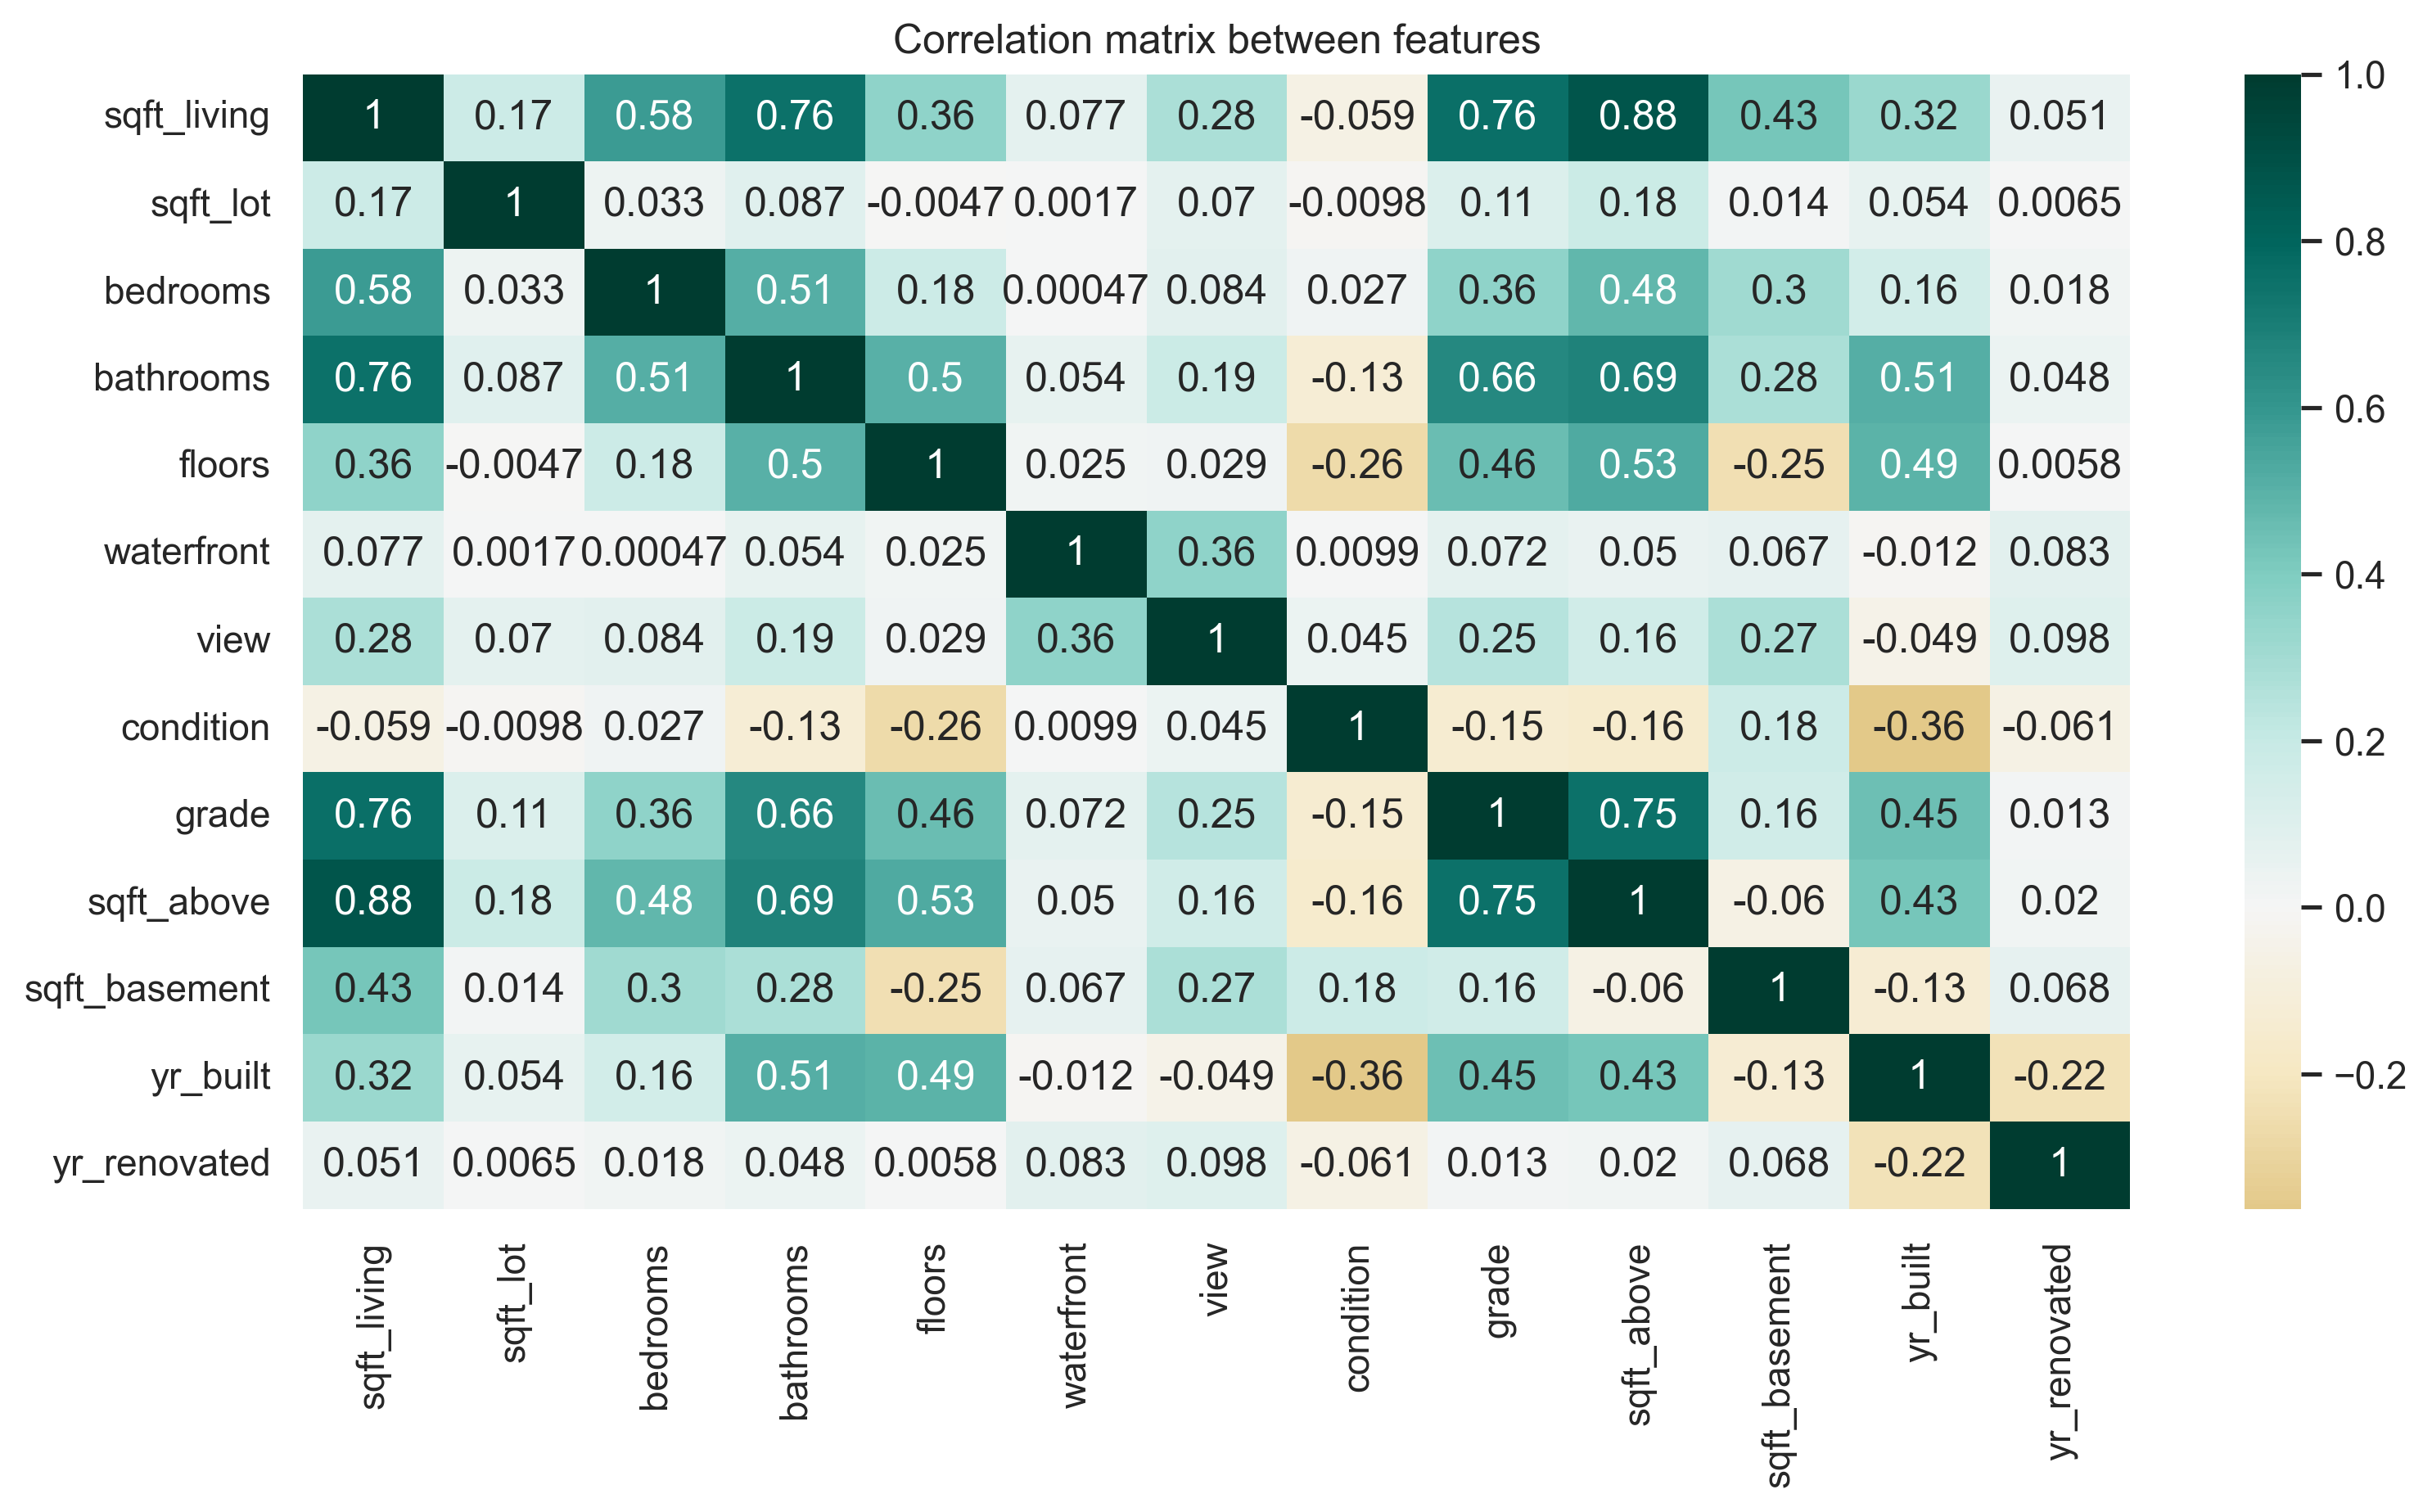 Correlation matrix between features
sqft_living 1 0.17 0.58 0.76 0.36 0.077 0.28 -0.059 0.76 0.88 0.43 0.32 0.051
sqft_lot 0.17 1 0.033 0.087 -0.0047 0.0017 0.07 -0.0098 0.11 0.18 0.014 0.054 0.0065
bedrooms 0.58 0.033 1 0.51 0.18 0.00047 0.084 0.027 0.36 0.48 0.3 0.16 0.018
bathrooms 0.76 0.087 0.51 1 0.5 0.054 0.19 -0.13 0.66 0.69 0.28 0.51 0.048
floors 0.36 -0.0047 0.18 0.5 1 0.025 0.029 -0.26 0.46 0.53 -0.25 0.49 0.0058
waterfront 0.077 0.0017 0.00047 0.054 0.025 1 0.36 0.0099 0.072 0.05 0.067 -0.012 0.083
view 0.28 0.07 0.084 0.19 0.029 0.36 1 0.045 0.25 0.16 0.27 -0.049 0.098
condition -0.059 -0.0098 0.027 -0.13 -0.26 0.0099 0.045 1 -0.15 -0.16 0.18 -0.36 -0.061
grade 0.76 0.11 0.36 0.66 0.46 0.072 0.25 -0.15 1 0.75 0.16 0.45 0.013
sqft_above 0.88 0.18 0.48 0.69 0.53 0.05 0.16 -0.16 0.75 1 -0.06 0.43 0.02
sqft_basement 0.43 0.014 0.3 0.28 -0.25 0.067 0.27 0.18 0.16 -0.06 1 -0.13 0.068
yr_built 0.32 0.054 0.16 0.51 0.49 -0.012 -0.049 -0.36 0.45 0.43 -0.13 1 -0.22
yr_renovated 0.051 0.0065 0.018 0.048 0.0058 0.083 0.098 -0.061 0.013 0.02 0.068 -0.22 1
sqft_living sqft_lot bedrooms bathrooms floors waterfront view condition grade sqft_above sqft_basement yr_built yr_renovated
1.0
0.8
0.6
0.4
0.2
0.0
−0.2